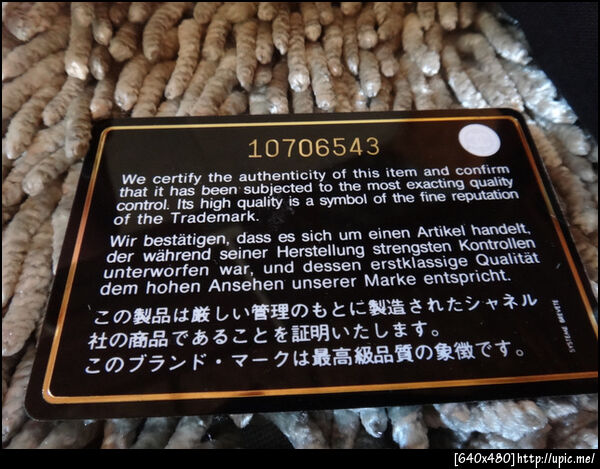 10706543
We certify the authenticity of this item and confirm
that it has been subjected to the most exacting quality
control. Its high quality is a symbol of the fine reputation
of the Trademark.
Wir bestätigen, dass es sich um einen Artikel handelt,
der während seiner Herstellung strengsten Kontrollen
unterworfen war, und dessen erstklassige Qualität
dem hohen Ansehen unserer Marke entspricht.
この製品は厳しい管理のもとに製造されたシャネル
社の商品であることを証明いたします。
このブランド・マークは最高級品質の象徴です。
[640x480]http://upic.me/